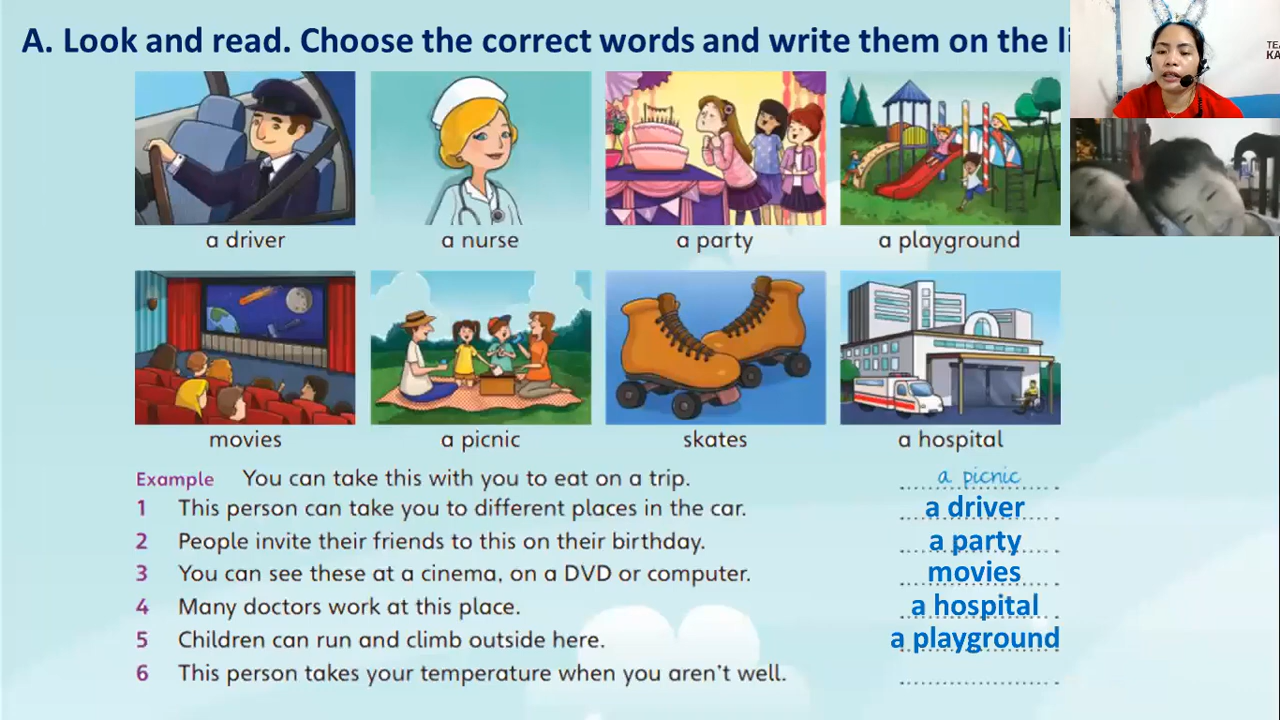 A. Look and read. Choose the correct words and write them on the li
TEA
KA
a driver
a nurse
a party
a playground
movies
a picnic
skates
a hospital
Example You can take this with you to eat on a trip. a picnic
1 This person can take you to different places in the car. a driver
2 People invite their friends to this on their birthday. a party
3 You can see these at a cinema, on a DVD or computer. movies
4 Many doctors work at this place. a hospital
5 Children can run and climb outside here. a playground
6 This person takes your temperature when you aren't well.